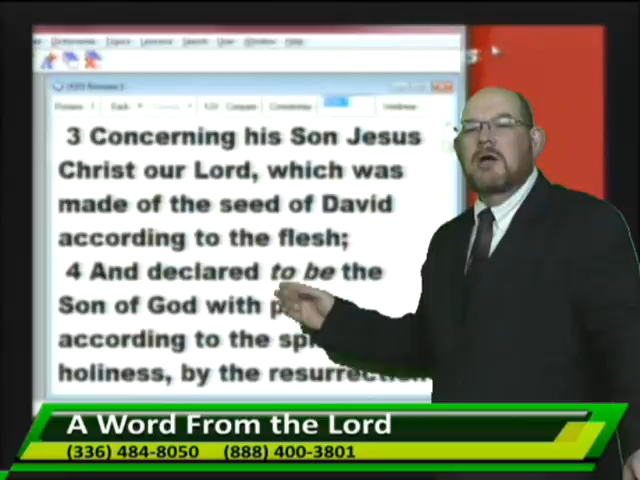 3 Concerning his Son Jesus
Christ our Lord, which was
made of the seed of David
according to the flesh;
4 And declared to be the
Son of God with
according to the
holiness, by the
A Word From the Lord
(336) 484-8050 (888) 400-3801